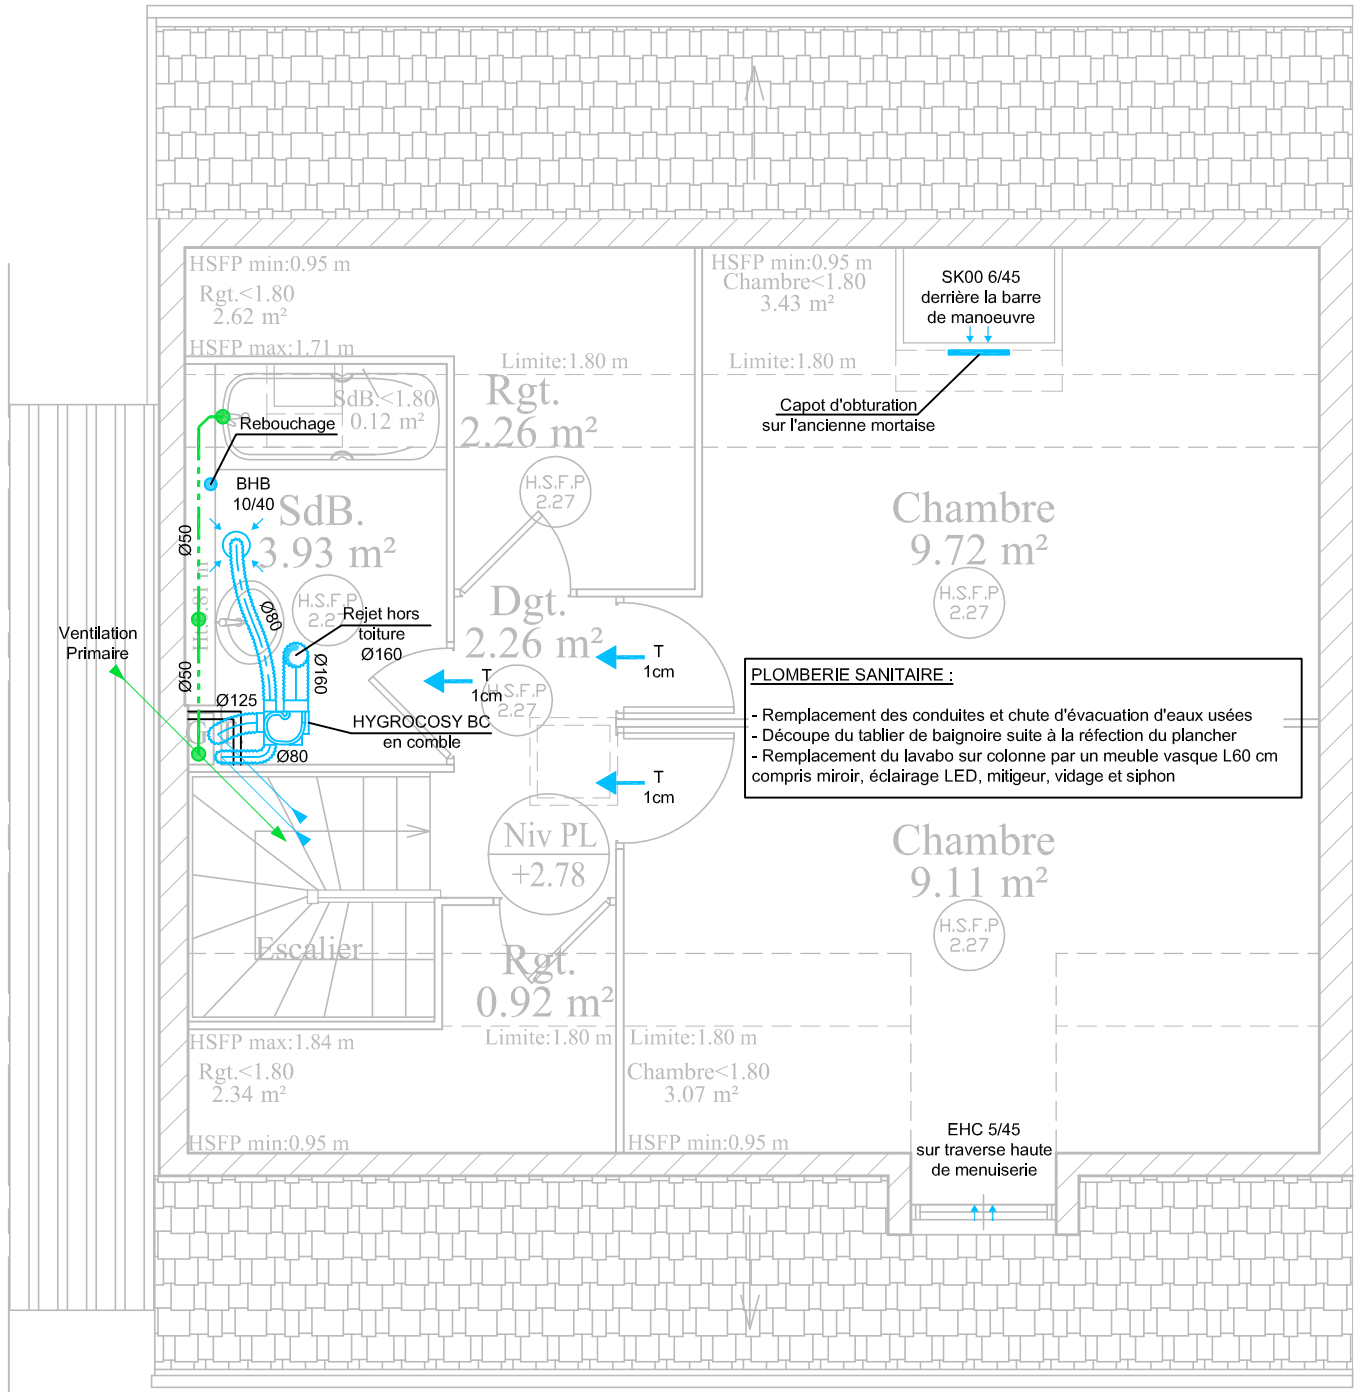 HSFP min:0.95 m
Rgt.<1.80
2.62 m²
HSFP max:1.71 m
HSFP min:0.95 m
Chambre<1.80
3.43 m²
SK00 6/45
derrière la barre
de manoeuvre
Limite:1.80 m
Limite:1.80 m
Capot d'obturation
sur l'ancienne mortaise
SdB.<1.80
0.12 m²
Rgt.
2.26 m²
Rebouchage
H.S.F.P
2.27
BHB
10/40
SdB.
3.93 m²
Chambre
9.72 m²
H.S.F.P
2.27
Ø50
Ht:1.81 m
Ø80
H.S.F.P
2.27
Rejet hors
toiture
Ø160
Dgt.
2.26 m²
Ventilation
Primaire
Ø50
Ø160
T
1cm
T
1cm
H.S.F.P
2.27
Ø125
HYGROCOSY BC
en comble
Ø80
PLOMBERIE SANITAIRE :
- Remplacement des conduites et chute d'évacuation d'eaux usées
- Découpe du tablier de baignoire suite à la réfection du plancher
- Remplacement du lavabo sur colonne par un meuble vasque L60 cm
compris miroir, éclairage LED, mitigeur, vidage et siphon
T
1cm
Niv PL
+2.78
Chambre
9.11 m²
H.S.F.P
2.27
Escalier
Rgt.
0.92 m²
HSFP max:1.84 m
Limite:1.80 m
Limite:1.80 m
Rgt.<1.80
2.34 m²
Chambre<1.80
3.07 m²
HSFP min:0.95 m
HSFP min:0.95 m
EHC 5/45
sur traverse haute
de menuiserie